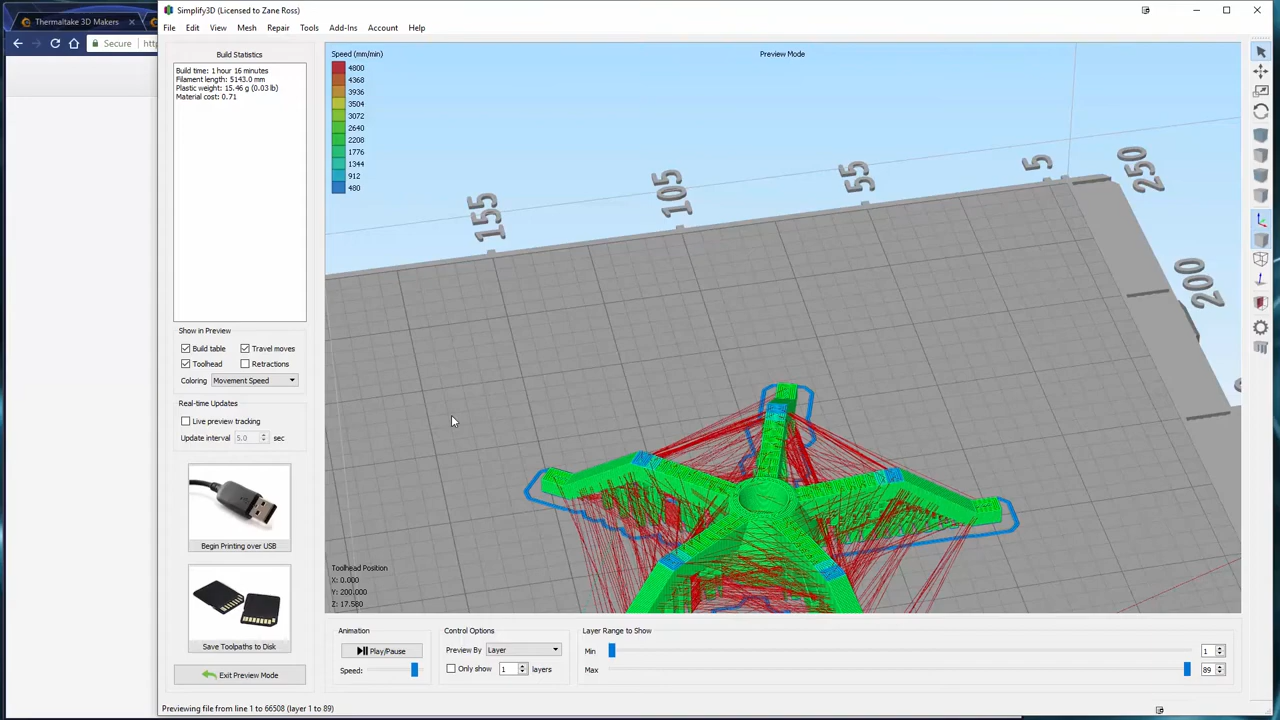 Thermaltake 3D Makers
Simplify3D (Licensed to Zane Ross)
Secure
File Edit View Mesh Repair Tools Add-Ins Account Help
Build Statistics
Build time: 1 hour 16 minutes
Filament length: 5143.0 mm
Plastic weight: 15.46 g (0.03 lb)
Material cost: 0.71
Speed (mm/min)
4800
4368
3936
3504
3072
2640
2208
1776
1344
912
480
Preview Mode
155
105
55
5
250
200
Show in Preview
Build table
Travel moves
Toolhead
Retractions
Coloring Movement Speed
Real-time Updates
Live preview tracking
Update interval 5.0 sec
Begin Printing over USB
Save Toolpaths to Disk
Exit Preview Mode
Toolhead Position
X: 0.000
Y: 200.000
Z: 17.580
Animation
Play/Pause
Speed:
Control Options
Preview By Layer
Only show 1 layers
Layer Range to Show
Min 1
Max 89
Previewing file from line 1 to 66508 (layer 1 to 89)